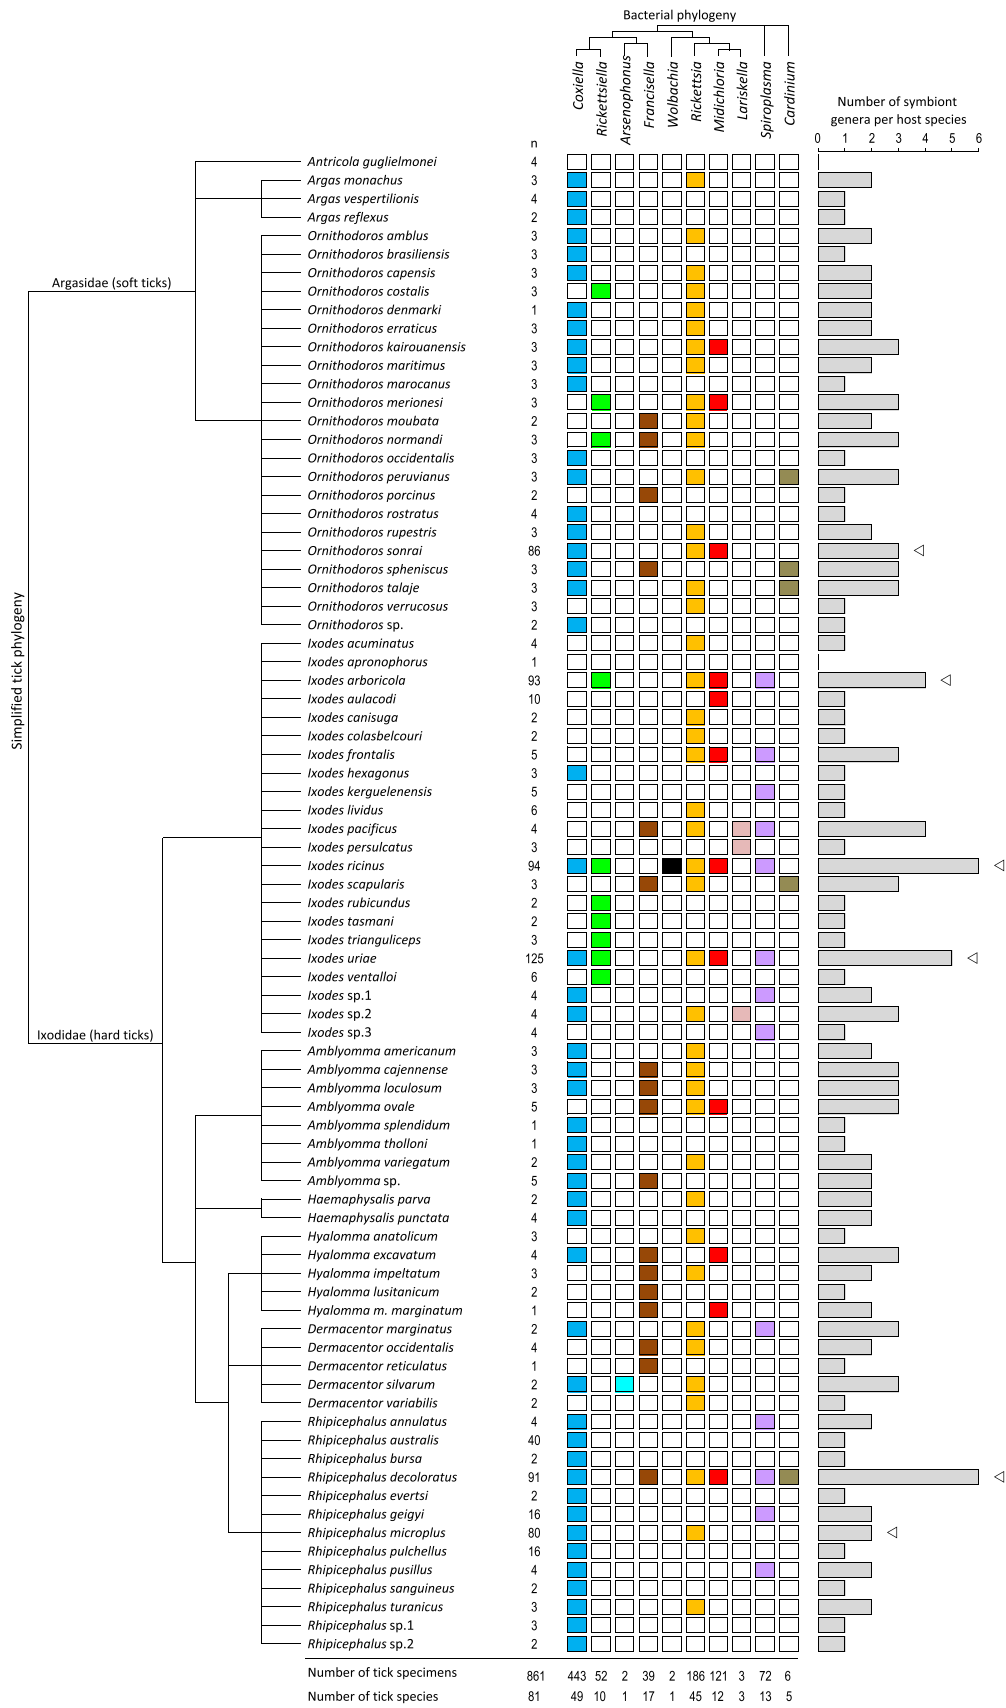 Bacterial phylogeny
Coxiella
Rickettsiella
Arsenophonus
Francisella
Wolbachia
Rickettsia
Midichloria
Lariskella
Spiroplasma
Cardinium
Number of symbiont
genera per host species
n
0 1 2 3 4 5 6
Simplified tick phylogeny
Argasidae (soft ticks)
Ixodidae (hard ticks)
Antricola guglielmonei 4
Argas monachus 3
Argas vespertilionis 4
Argas reflexus 2
Ornithodoros amblus 3
Ornithodoros brasiliensis 3
Ornithodoros capensis 3
Ornithodoros costalis 3
Ornithodoros denmarki 1
Ornithodoros erraticus 3
Ornithodoros kairouanensis 3
Ornithodoros maritimus 3
Ornithodoros marocanus 3
Ornithodoros merionesi 3
Ornithodoros moubata 2
Ornithodoros normandi 3
Ornithodoros occidentalis 3
Ornithodoros peruvianus 3
Ornithodoros porcinus 2
Ornithodoros rostratus 4
Ornithodoros rupestris 3
Ornithodoros sonrai 86
Ornithodoros spheniscus 3
Ornithodoros talaje 3
Ornithodoros verrucosus 3
Ornithodoros sp. 2
Ixodes acuminatus 4
Ixodes apronophorus 1
Ixodes arboricola 93
Ixodes aulacodi 10
Ixodes canisuga 2
Ixodes colasbelcouri 2
Ixodes frontalis 5
Ixodes hexagonus 3
Ixodes kerguelenensis 5
Ixodes lividus 6
Ixodes pacificus 4
Ixodes persulcatus 3
Ixodes ricinus 94
Ixodes scapularis 3
Ixodes rubicundus 2
Ixodes tasmani 2
Ixodes trianguliceps 3
Ixodes uriae 125
Ixodes ventalloi 6
Ixodes sp.1 4
Ixodes sp.2 4
Ixodes sp.3 4
Amblyomma americanum 3
Amblyomma cajennense 3
Amblyomma loculosum 3
Amblyomma ovale 5
Amblyomma splendidum 1
Amblyomma tholloni 1
Amblyomma variegatum 2
Amblyomma sp. 5
Haemaphysalis parva 2
Haemaphysalis punctata 4
Hyalomma anatolicum 3
Hyalomma excavatum 4
Hyalomma impeltatum 3
Hyalomma lusitanicum 2
Hyalomma m. marginatum 1
Dermacentor marginatus 2
Dermacentor occidentalis 4
Dermacentor reticulatus 1
Dermacentor silvarum 2
Dermacentor variabilis 2
Rhipicephalus annulatus 4
Rhipicephalus australis 40
Rhipicephalus bursa 2
Rhipicephalus decoloratus 91
Rhipicephalus evertsi 2
Rhipicephalus geigyi 16
Rhipicephalus microplus 80
Rhipicephalus pulchellus 16
Rhipicephalus pusillus 4
Rhipicephalus sanguineus 2
Rhipicephalus turanicus 3
Rhipicephalus sp.1 3
Rhipicephalus sp.2 2
Number of tick specimens 861 443 52 2 39 2 186 121 3 72 6
Number of tick species 81 49 10 1 17 1 45 12 3 13 5